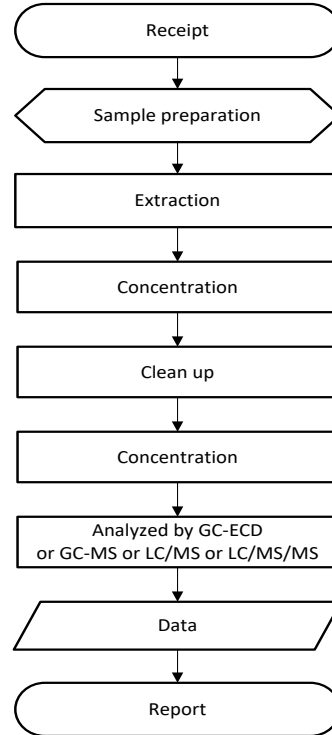 Receipt
Sample preparation
Extraction
Concentration
Clean up
Concentration
Analyzed by GC-ECD
or GC-MS or LC/MS or LC/MS/MS
Data
Report